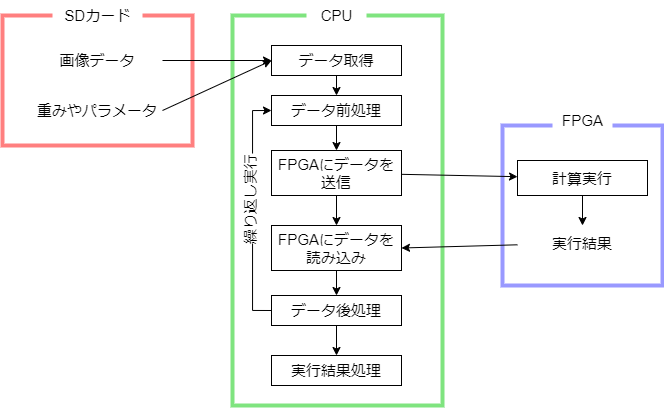 SDカード
画像データ
重みやパラメータ
CPU
データ取得
データ前処理
FPGAにデータを
送信
FPGAにデータを
読み込み
データ後処理
実行結果処理
繰り返し実行
FPGA
計算実行
実行結果